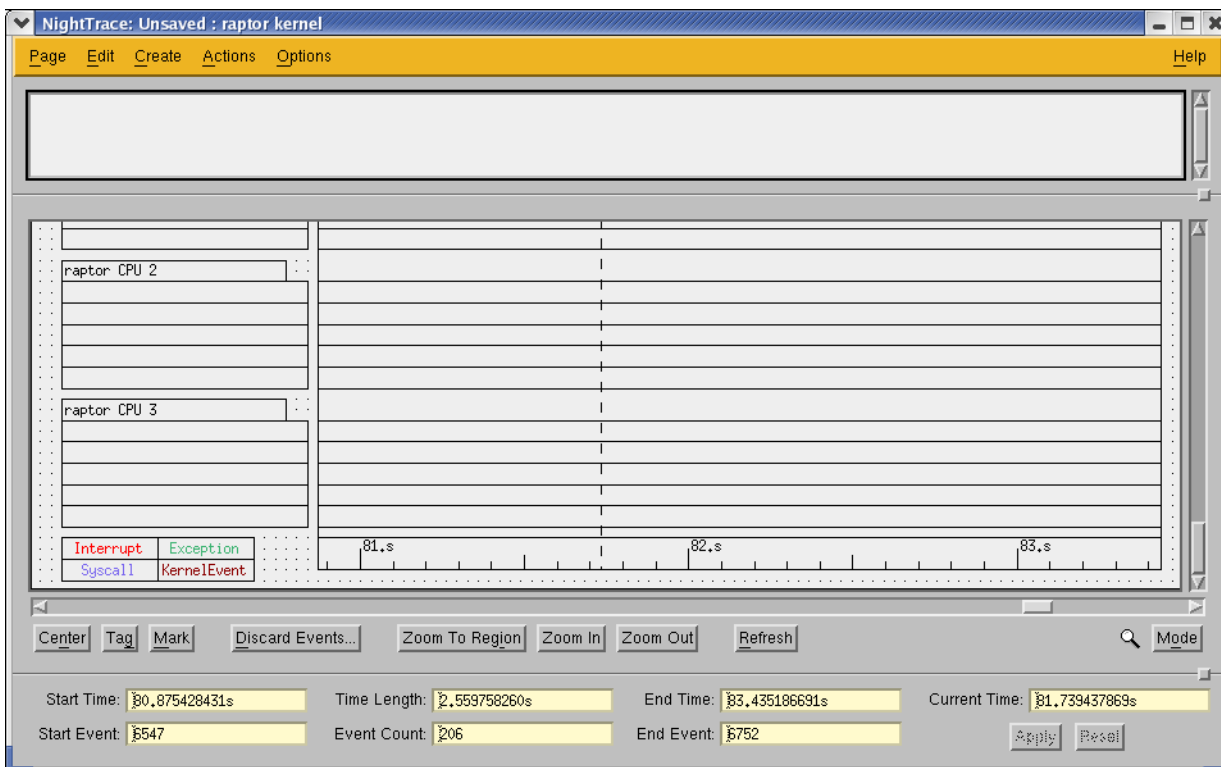 NightTrace: Unsaved : raptor kernel
Page Edit Create Actions Options Help
raptor CPU 2
raptor CPU 3
Interrupt Exception
Syscall KernelEvent
81.s 82.s 83.s
Center Tag Mark Discard Events... Zoom To Region Zoom In Zoom Out Refresh Mode
Start Time: 80.875428431s Time Length: 2.559758260s End Time: 83.435186691s Current Time: 81.739437869s
Start Event: 6547 Event Count: 206 End Event: 6752 Apply Reset